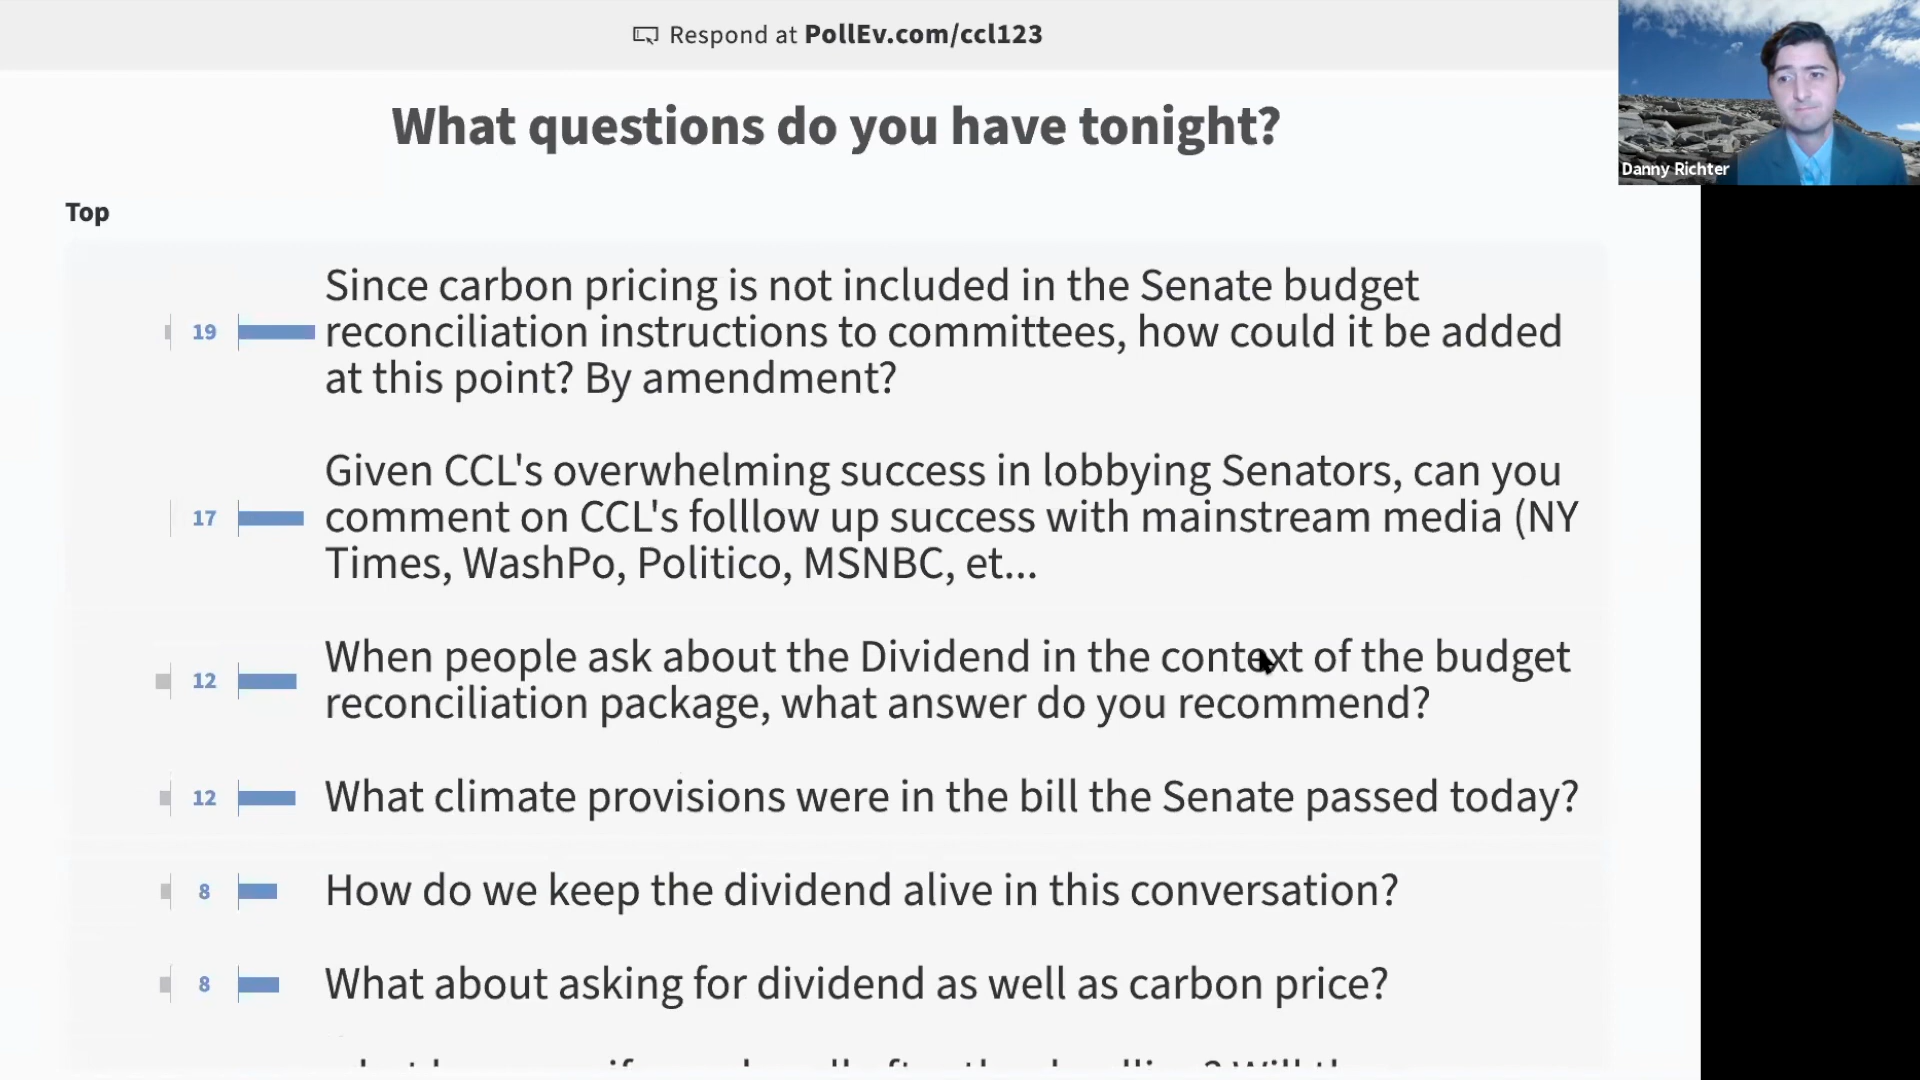 Respond at PollEv.com/ccl123
What questions do you have tonight?
Danny Richter
Top
Since carbon pricing is not included in the Senate budget
19 reconciliation instructions to committees, how could it be added
at this point? By amendment?
Given CCL's overwhelming success in lobbying Senators, can you
17 comment on CCL's folllow up success with mainstream media (NY
Times, WashPo, Politico, MSNBC, et...
When people ask about the Dividend in the context of the budget
12
reconciliation package, what answer do you recommend?
12 What climate provisions were in the bill the Senate passed today?
8 How do we keep the dividend alive in this conversation?
8 What about asking for dividend as well as carbon price?